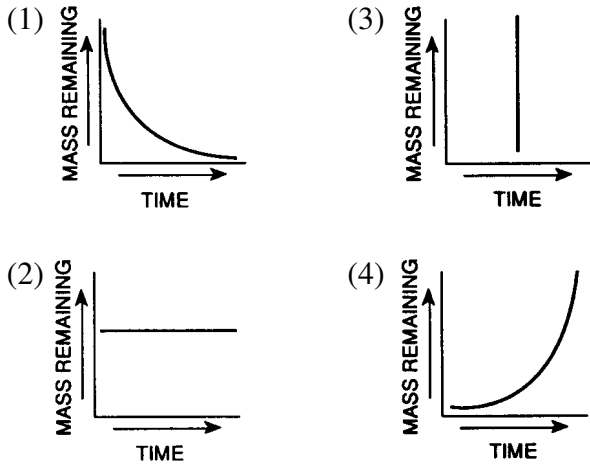 (1)
MASS REMAINING
TIME
(2)
MASS REMAINING
TIME
(3)
MASS REMAINING
TIME
(4)
MASS REMAINING
TIME